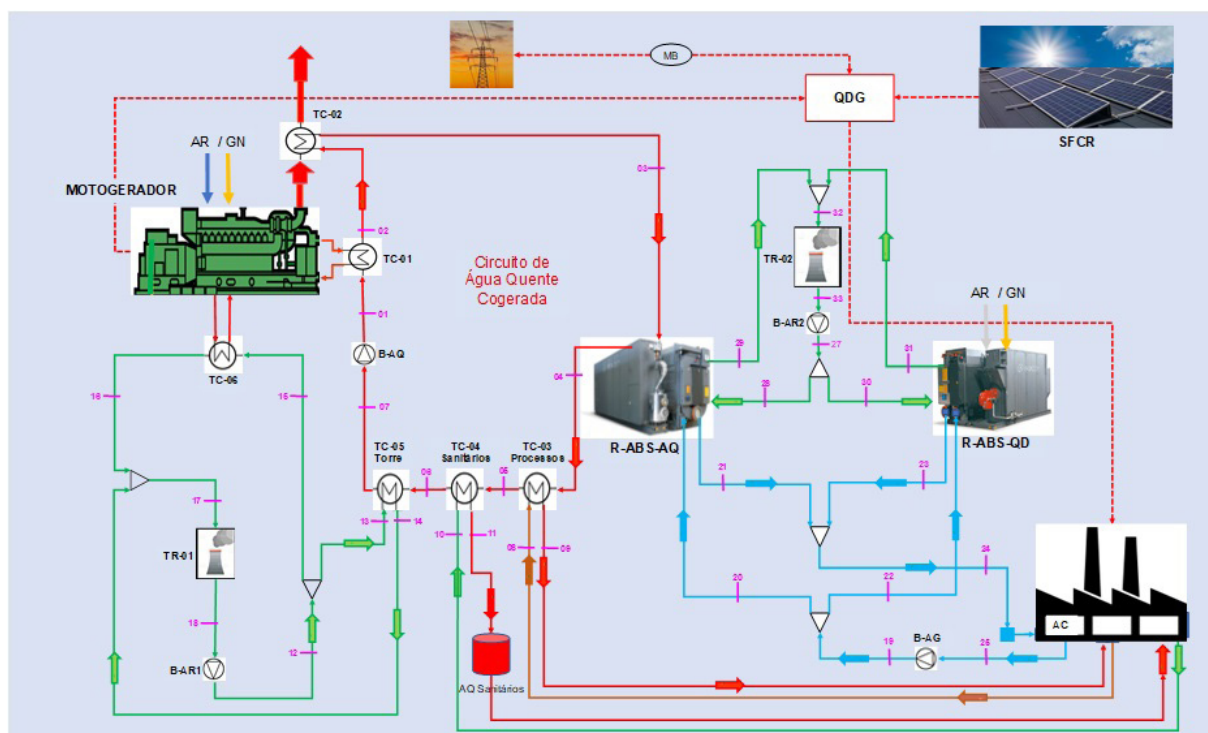 MB
QDG
SFCR
TC-02
AR / GN
MOTOGERADOR
03
02
TC-01
Circuito de
Água Quente
Cogerada
32
TR-02
33
AR / GN
01
B-AR2
B-AQ
29
27
31
TC-06
04
28
30
16
15
07
R-ABS-AQ
R-ABS-QD
TC-05
Torre
TC-04
Sanitários
TC-03
Processos
06
05
21
23
17
13
14
10
11
08
09
24
TR-01
20
22
AC
18
12
19
B-AG
25
B-AR1
AQ Sanitários